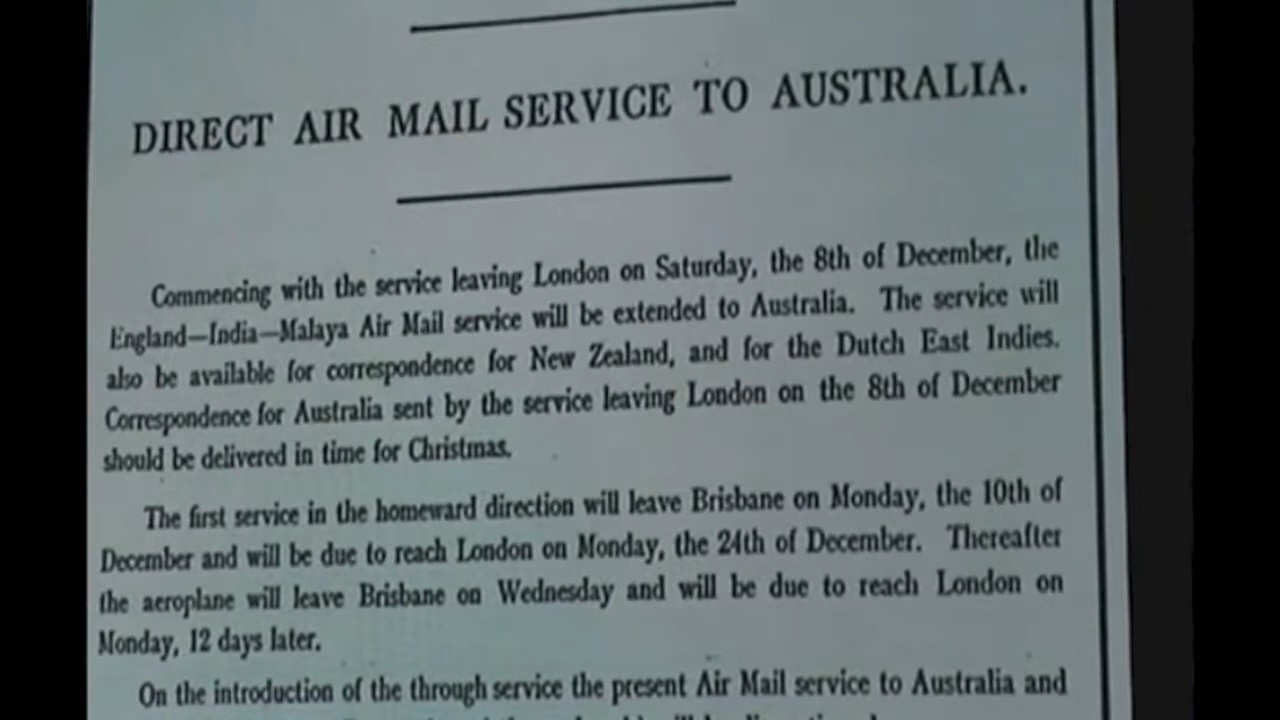 DIRECT AIR MAIL SERVICE TO AUSTRALIA.
Commencing with the service leaving London on Saturday, the 8th of December, the
England—India—Malaya Air Mail service will be extended to Australia. The service will
also be available for correspondence for New Zealand, and for the Dutch East Indies.
Correspondence for Australia sent by the service leaving London on the 8th of December
should be delivered in time for Christmas.
The first service in the homeward direction will leave Brisbane on Monday, the 10th of
December and will be due to reach London on Monday, the 24th of December. Thereafter
the aeroplane will leave Brisbane on Wednesday and will be due to reach London on
Monday, 12 days later.
On the introduction of the through service the present Air Mail service to Australia and